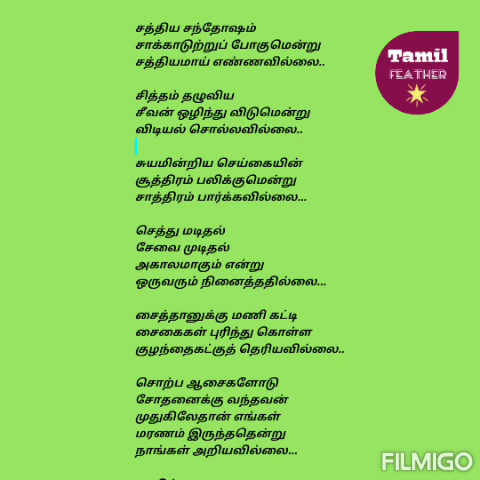 சத்திய சந்தோஷம்
சாக்காடுற்றுப் போகுமென்று
சத்தியமாய் எண்ணவில்லை..
சித்தம் தழுவிய
சீவன் ஒழிந்து விடுமென்று
விடியல் சொல்லவில்லை..
சுயமின்றிய செய்கையின்
சூத்திரம் பலிக்குமென்று
சாத்திரம் பார்க்கவில்லை...
செத்து மடிதல்
சேவை முடிதல்
அகாலமாகும் என்று
ஒருவரும் நினைத்ததில்லை...
சைத்தானுக்கு மணி கட்டி
சைகைகள் புரிந்து கொள்ள
குழந்தைகட்குத் தெரியவில்லை..
சொற்ப ஆசைகளோடு
சோதனைக்கு வந்தவன்
முதுகிலேதான் எங்கள்
மரணம் இருந்ததென்று
நாங்கள் அறியவில்லை...
Tamil
FEATHER
FILMIGO